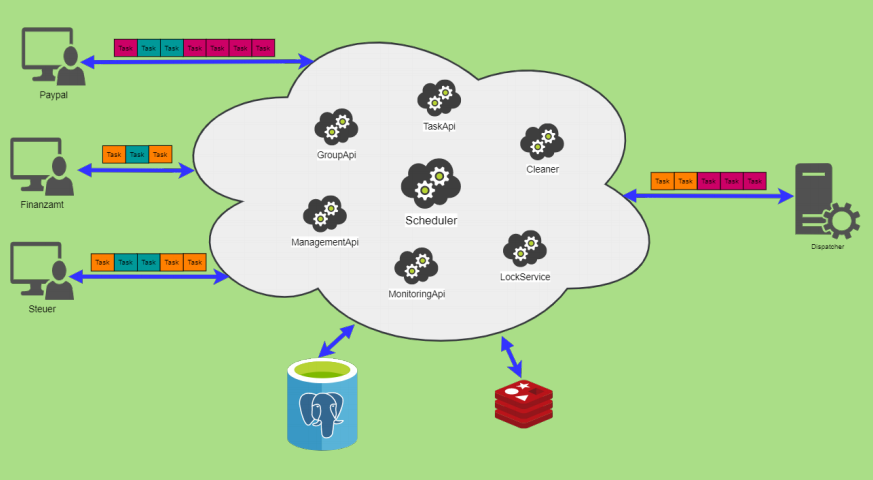 Task Task Task Task Task Task Task
Paypal
TaskApi
GroupApi
Cleaner
Task Task Task
Finanzamt
Scheduler
Task Task Task Task Task
Dispatcher
ManagementApi
Task Task Task Task Task
Steuer
MonitoringApi
LockService